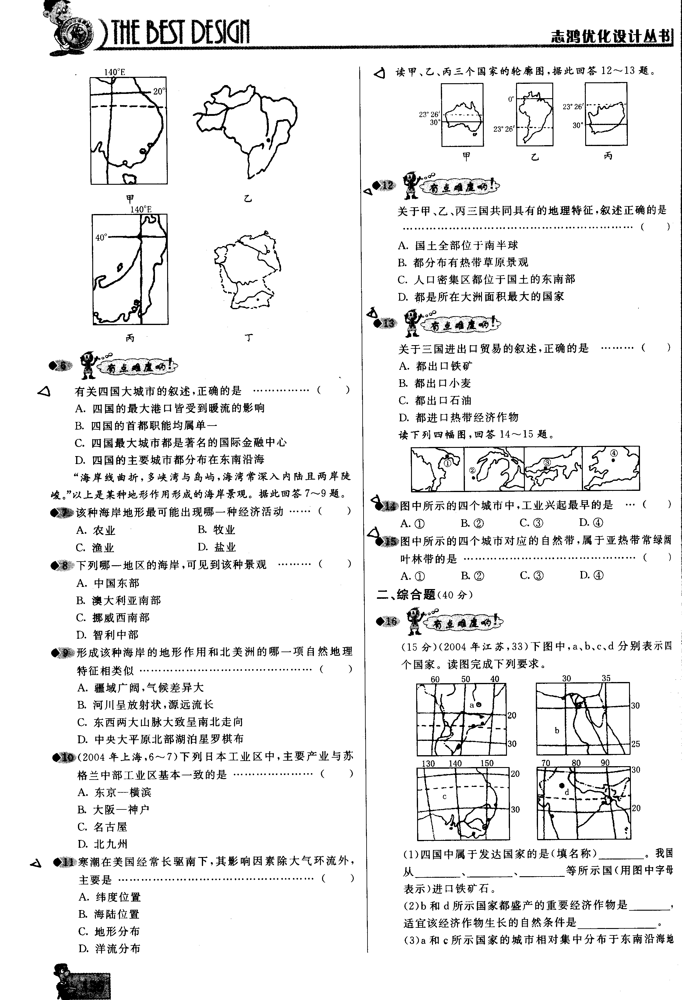 THE BEST DESIGN
志鸿优化设计丛书
140°E
20°
甲
乙
140°E
40°
丙
丁
6 有点难度哟!
有关四国大城市的叙述,正确的是 ……………( )
A. 四国的最大港口皆受到暖流的影响
B. 四国的首都职能均属单一
C. 四国最大城市都是著名的国际金融中心
D. 四国的主要城市都分布在东南沿海
“海岸线曲折,多峡湾与岛屿,海湾常深入内陆且两岸陡
峻。”以上是某种地形作用形成的海岸景观。据此回答7~9题。
7 该种海岸地形最可能出现哪一种经济活动 ……( )
A. 农业 B. 牧业
C. 渔业 D. 盐业
8 下列哪一地区的海岸,可见到该种景观 ………( )
A. 中国东部
B. 澳大利亚南部
C. 挪威西南部
D. 智利中部
9 形成该种海岸的地形作用和北美洲的哪一项自然地理
特征相类似 ………………………………………( )
A. 疆域广阔,气候差异大
B. 河川呈放射状,源远流长
C. 东西两大山脉大致呈南北走向
D. 中央大平原北部湖泊星罗棋布
10 (2004年上海,6~7)下列日本工业区中,主要产业与苏
格兰中部工业区基本一致的是 …………………( )
A. 东京—横滨
B. 大阪—神户
C. 名古屋
D. 北九州
11 寒潮在美国经常长驱南下,其影响因素除大气环流外,
主要是 ……………………………………………( )
A. 纬度位置
B. 海陆位置
C. 地形分布
D. 洋流分布
读甲、乙、丙三个国家的轮廓图,据此回答12~13题。
23°26′
30°
0°
23°26′
23°26′
30°
甲
乙
丙
12 有点难度哟!
关于甲、乙、丙三国共同具有的地理特征,叙述正确的是
……………………………………………………( )
A. 国土全部位于南半球
B. 都分布有热带草原景观
C. 人口密集区都位于国土的东南部
D. 都是所在大洲面积最大的国家
13 有点难度哟!
关于三国进出口贸易的叙述,正确的是 ………( )
A. 都出口铁矿
B. 都出口小麦
C. 都出口石油
D. 都进口热带经济作物
读下列四幅图,回答14~15题。
① ② ③ ④
14 图中所示的四个城市中,工业兴起最早的是 …( )
A. ① B. ② C. ③ D. ④
15 图中所示的四个城市对应的自然带,属于亚热带常绿阔
叶林带的是 ………………………………………( )
A. ① B. ② C. ③ D. ④
二、综合题(40分)
16 有点难度哟!
(15分)(2004年江苏,33)下图中,a、b、c、d分别表示四
个国家。读图完成下列要求。
60 50 40
a
20
30
30 35
b
30
25
130 140 150
c
20
30
70 80 90
d
30
20
(1)四国中属于发达国家的是(填名称)______。我国
从______、______、______等所示国(用图中字母
表示)进口铁矿石。
(2)b和d所示国家都盛产的重要经济作物是______,
适宜该经济作物生长的自然条件是__________。
(3)a和c所示国家的城市相对集中分布于东南沿海地